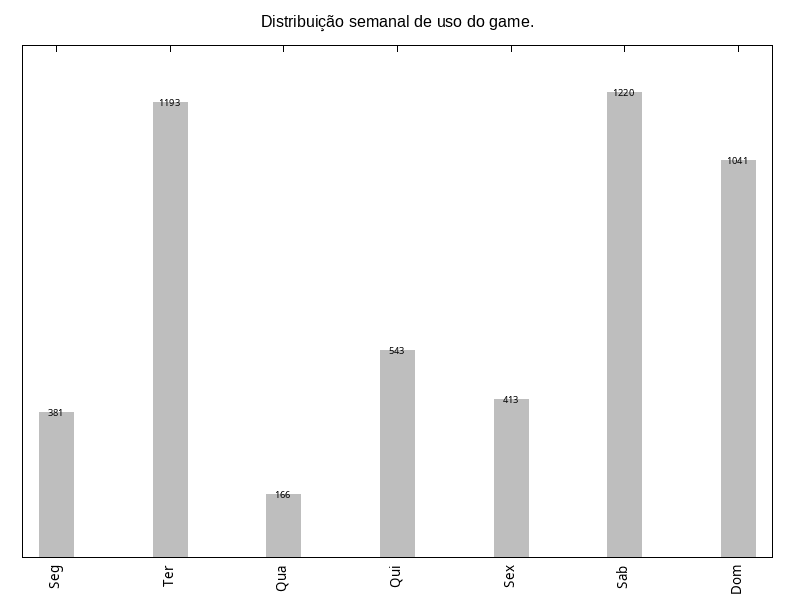 Distribuição semanal de uso do game.
1193
1220
1041
543
413
381
166
Seg
Ter
Qua
Qui
Sex
Sab
Dom